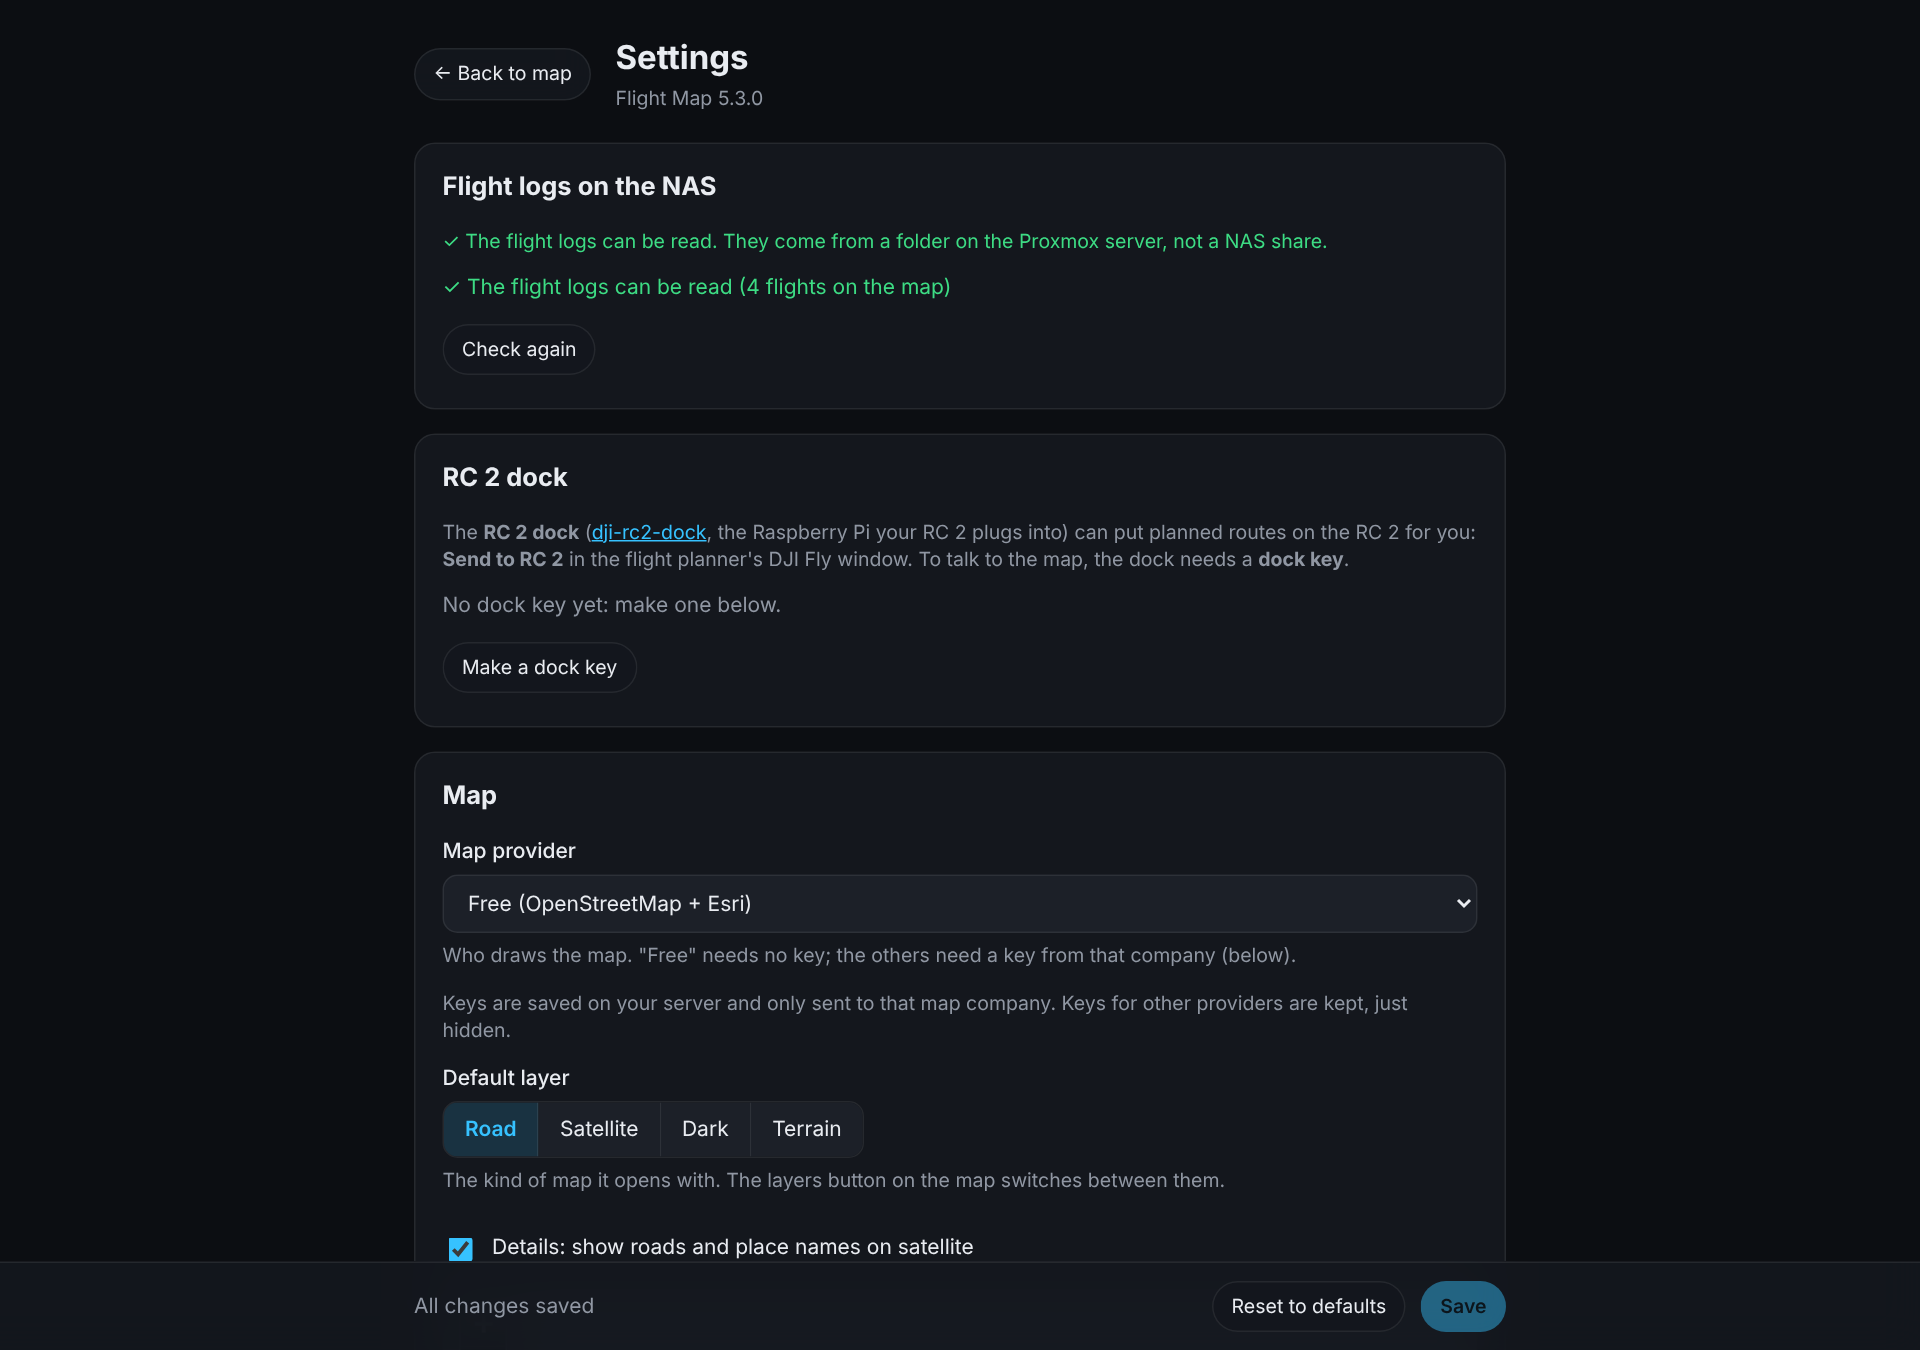 ← Back to map
Settings
Flight Map 5.3.0
Flight logs on the NAS
✓ The flight logs can be read. They come from a folder on the Proxmox server, not a NAS share.
✓ The flight logs can be read (4 flights on the map)
Check again
RC 2 dock
The RC 2 dock (dji-rc2-dock, the Raspberry Pi your RC 2 plugs into) can put planned routes on the RC 2 for you:
Send to RC 2 in the flight planner's DJI Fly window. To talk to the map, the dock needs a dock key.
No dock key yet: make one below.
Make a dock key
Map
Map provider
Free (OpenStreetMap + Esri)
Who draws the map. "Free" needs no key; the others need a key from that company (below).
Keys are saved on your server and only sent to that map company. Keys for other providers are kept, just
hidden.
Default layer
Road Satellite Dark Terrain
The kind of map it opens with. The layers button on the map switches between them.
Details: show roads and place names on satellite
All changes saved
Reset to defaults
Save